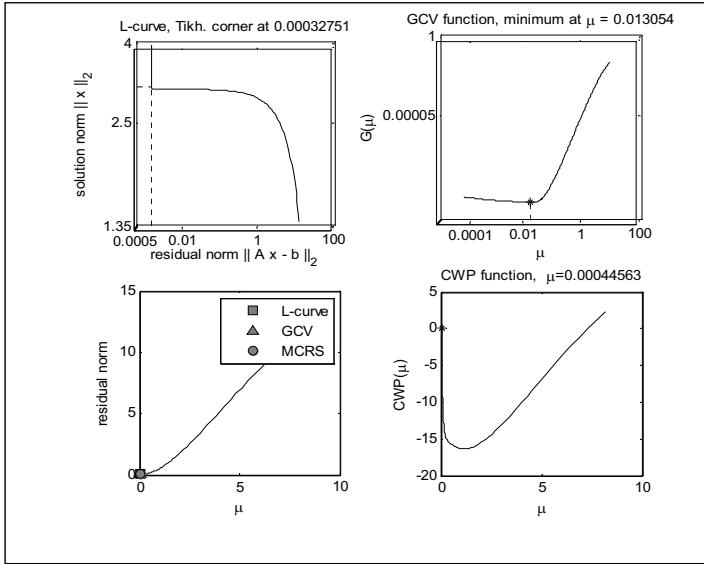 L-curve, Tikh. corner at 0.00032751
4
2.5
1.35
solution norm || x ||2
0.0005 0.01 1 100
residual norm || A x - b ||2
GCV function, minimum at μ = 0.013054
1
0.00005
G(μ)
0.0001 0.01 1 100
μ
15
10
5
0
residual norm
L-curve
GCV
MCRS
0 5 10
μ
CWP function, μ=0.00044563
5
0
-5
-10
-15
-20
CWP(μ)
0 5 10
μ